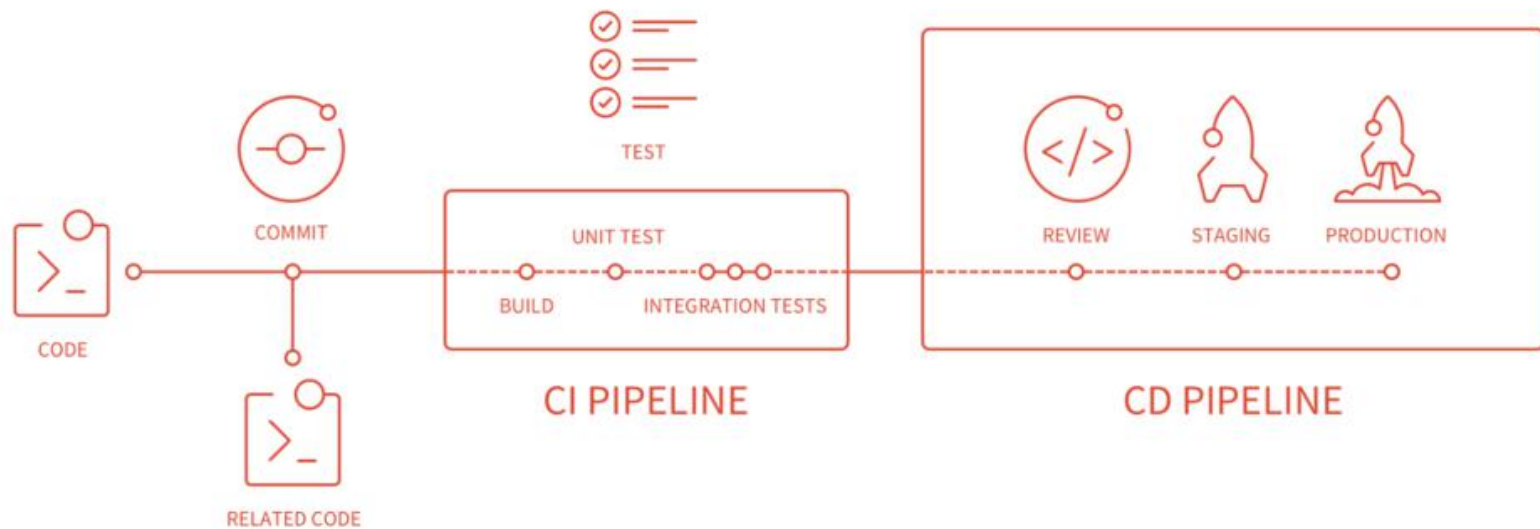 TEST
COMMIT
CODE
RELATED CODE
UNIT TEST
BUILD
INTEGRATION TESTS
CI PIPELINE
REVIEW
STAGING
PRODUCTION
CD PIPELINE